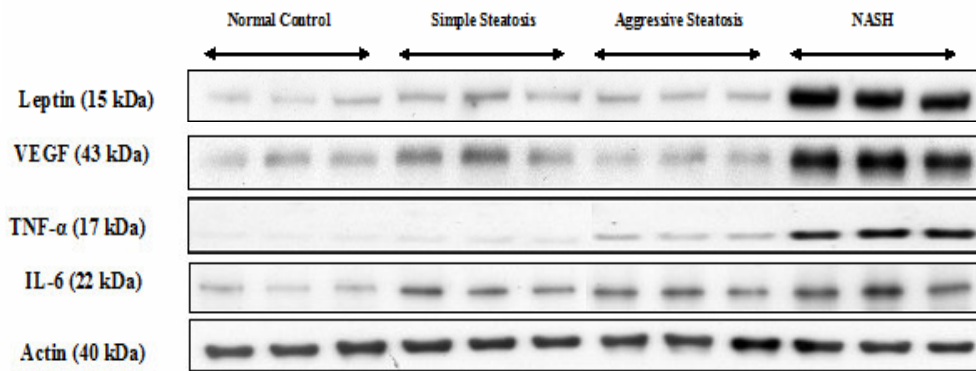 Normal Control Simple Steatosis Aggressive Steatosis NASH
Leptin (15 kDa)
VEGF (43 kDa)
TNF-α (17 kDa)
IL-6 (22 kDa)
Actin (40 kDa)